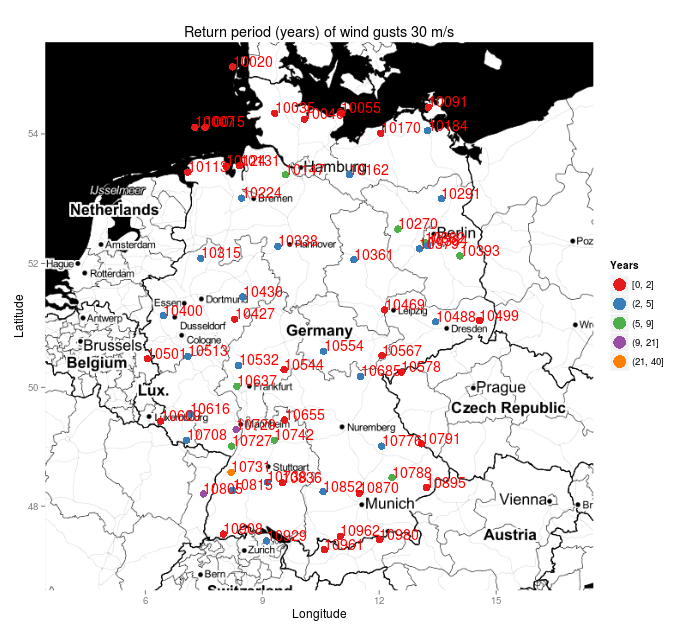 Return period (years) of wind gusts 30 m/s
10020
10035
10055
10091
10046
10015
10170
10184
10113
10131
10147
Hamburg
10162
IJsselmeer
10224
Bremen
10291
Netherlands
10270
Berlin
Amsterdam
10338
Hannover
10315
10361
10393
Hague
Rotterdam
Poz
10430
Essen
Dortmund
10400
10427
10469
Leipzig
10488
10499
Antwerp
Dusseldorf
Dresden
Wr
Germany
Brussels
Cologne
10501
10513
10554
10567
Belgium
10532
10544
10578
10685
Lux.
10637
Frankfurt
Prague
Czech Republic
10616
10655
Luxembourg
Mannheim
Nuremberg
10708
10727
10742
10776
10791
10731
Stuttgart
10788
10815
10836
10805
10852
10870
10895
Munich
Vienna
Br
10908
10929
10962
10980
Austria
10961
Zurich
Bern
Switzerland
54
52
50
48
6
9
12
15
Latitude
Longitude
Years
[0, 2]
(2, 5]
(5, 9]
(9, 21]
(21, 40]